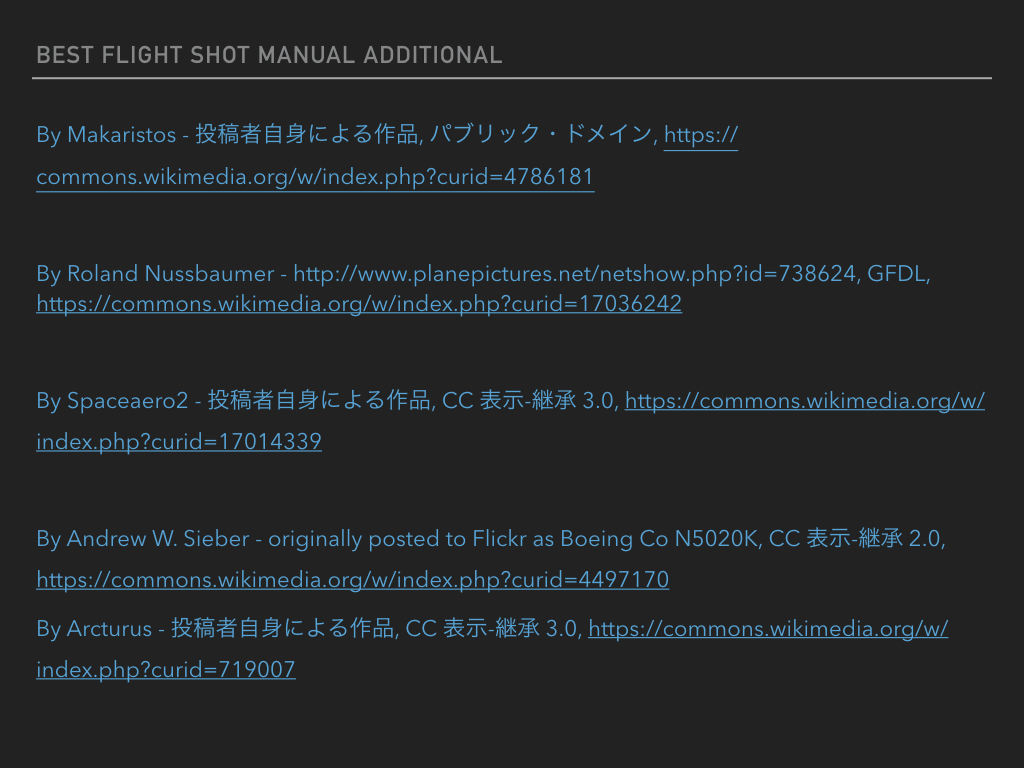 BEST FLIGHT SHOT MANUAL ADDITIONAL
By Makaristos - 投稿者自身による作品, パブリック・ドメイン, https://
commons.wikimedia.org/w/index.php?curid=4786181
By Roland Nussbaumer - http://www.planepictures.net/netshow.php?id=738624, GFDL,
https://commons.wikimedia.org/w/index.php?curid=17036242
By Spaceaero2 - 投稿者自身による作品, CC 表示-継承 3.0, https://commons.wikimedia.org/w/
index.php?curid=17014339
By Andrew W. Sieber - originally posted to Flickr as Boeing Co N5020K, CC 表示-継承 2.0,
https://commons.wikimedia.org/w/index.php?curid=4497170
By Arcturus - 投稿者自身による作品, CC 表示-継承 3.0, https://commons.wikimedia.org/w/
index.php?curid=719007